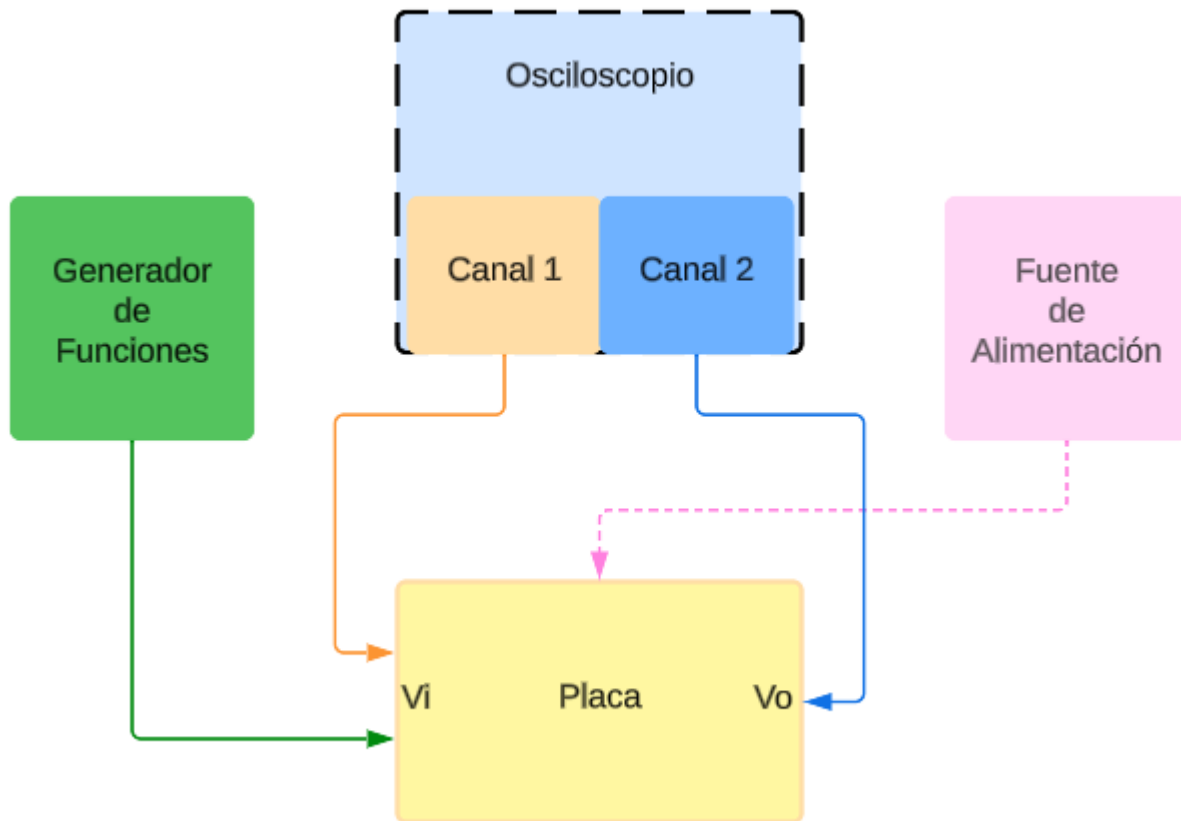 Osciloscopio
Generador
de
Funciones
Canal 1
Canal 2
Fuente
de
Alimentación
Vi
Placa
Vo